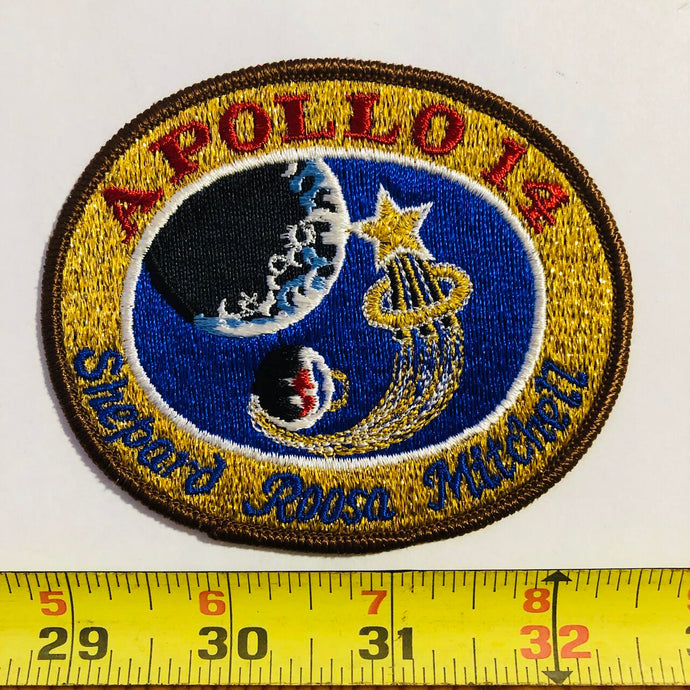 APOLLO 14
Shepard Roosa Mitchell
5 6 7 8
29 30 31 32